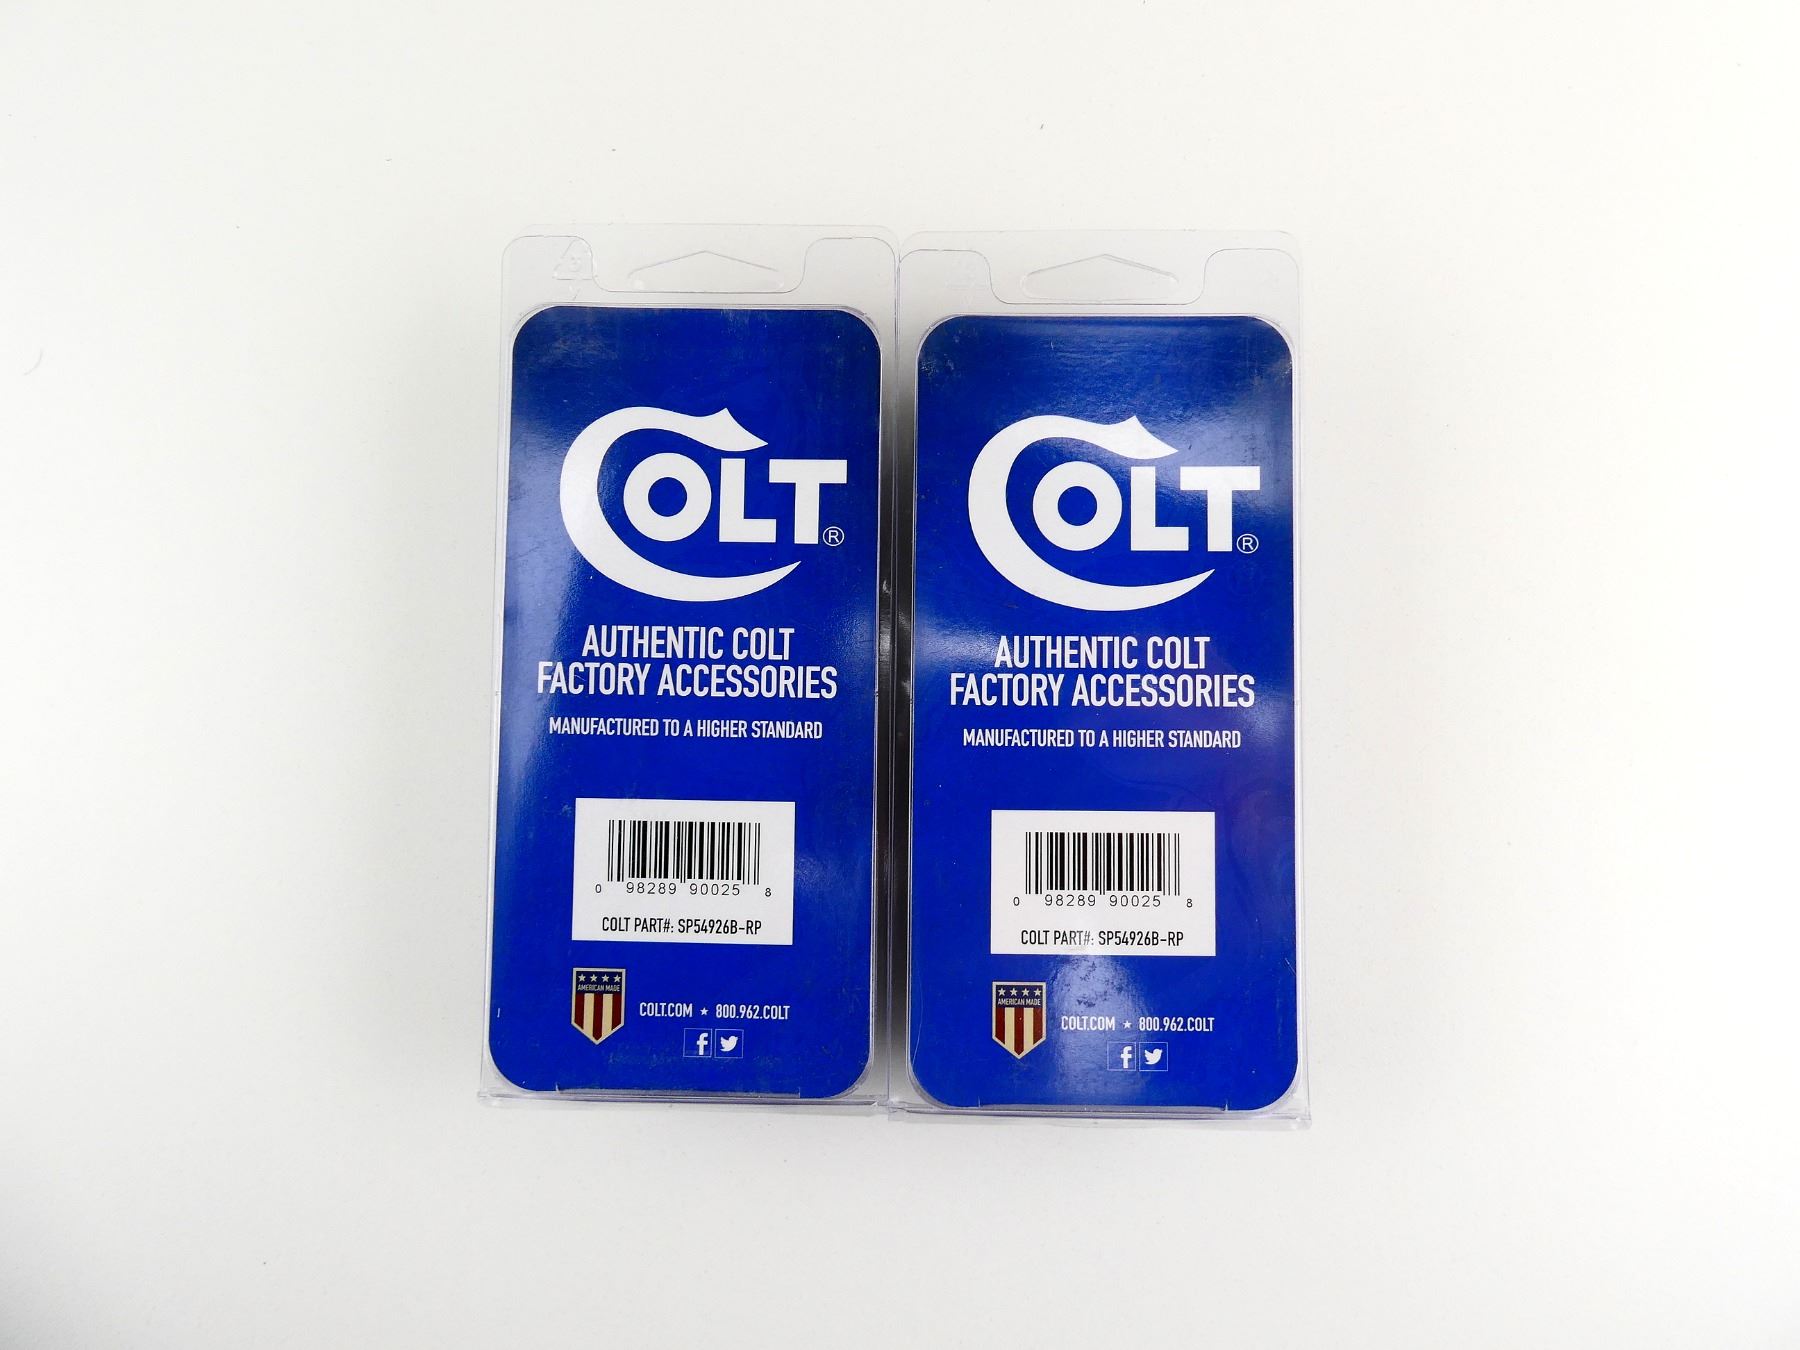 COLT®
AUTHENTIC COLT
FACTORY ACCESSORIES
MANUFACTURED TO A HIGHER STANDARD
0 98289 90025 8
COLT PART#: SP54926B-RP
AMERICAN MADE
COLT.COM ★ 800.962.COLT
COLT®
AUTHENTIC COLT
FACTORY ACCESSORIES
MANUFACTURED TO A HIGHER STANDARD
0 98289 90025 8
COLT PART#: SP54926B-RP
AMERICAN MADE
COLT.COM ★ 800.962.COLT